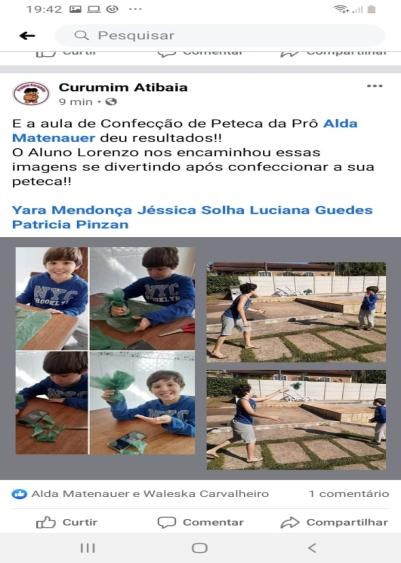 19:42
Pesquisar
Curtir Comentar Compartilhar
Curumim Atibaia
9 min
E a aula de Confecção de Peteca da Prô Alda
Matenauer deu resultados!!
O Aluno Lorenzo nos encaminhou essas
imagens se divertindo após confeccionar a sua
peteca!!
Yara Mendonça Jéssica Solha Luciana Guedes
Patricia Pinzan
NYC
BROOKLYN
Alda Matenauer e Waleska Carvalheiro 1 comentário
Curtir Comentar Compartilhar